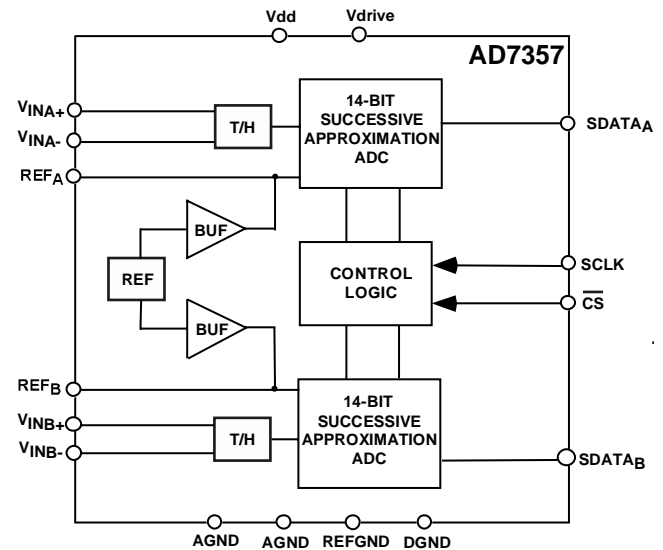 Vdd
Vdrive
AD7357
VINA+
VINA-
REFA
T/H
14-BIT
SUCCESSIVE
APPROXIMATION
ADC
SDATAA
BUF
REF
BUF
CONTROL
LOGIC
SCLK
CS
REFB
VINB+
VINB-
T/H
14-BIT
SUCCESSIVE
APPROXIMATION
ADC
SDATAB
AGND
AGND
REFGND
DGND